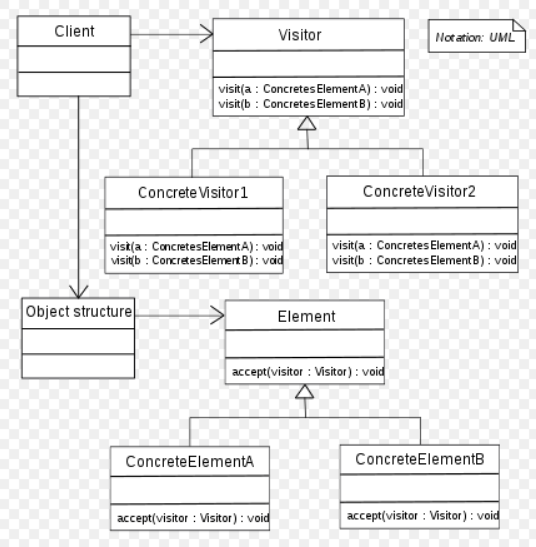 Client
Visitor
Notation: UML
visit(a : ConcretesElementA) : void
visit(b : ConcretesElementB) : void
ConcreteVisitor1
ConcreteVisitor2
visit(a : ConcretesElementA) : void
visit(b : ConcretesElementB) : void
visit(a : ConcretesElementA) : void
visit(b : ConcretesElementB) : void
Object structure
Element
accept(visitor : Visitor) : void
ConcreteElementA
ConcreteElementB
accept(visitor : Visitor) : void
accept(visitor : Visitor) : void